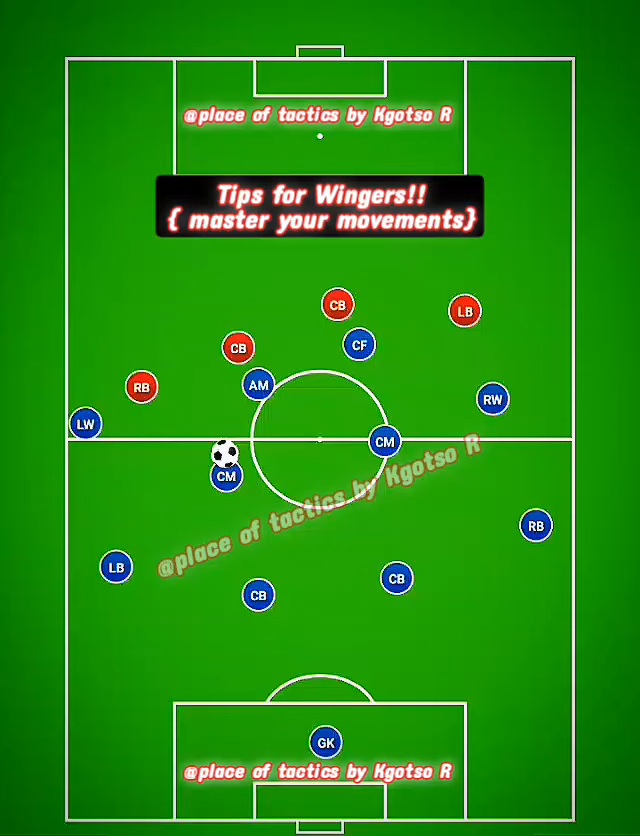 @place of tactics by Kgotso R
Tips for Wingers!!
{ master your movements}
CB
LB
CB
CF
RB
AM
RW
LW
CM
CM
@place of tactics by Kgotso R
RB
LB
CB
CB
GK
@place of tactics by Kgotso R